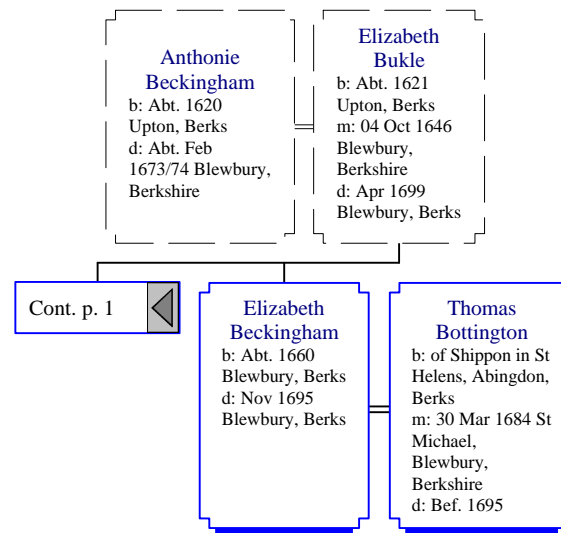 Anthonie
Beckingham
b: Abt. 1620
Upton, Berks
d: Abt. Feb
1673/74 Blewbury,
Berkshire
Elizabeth
Bukle
b: Abt. 1621
Upton, Berks
m: 04 Oct 1646
Blewbury,
Berkshire
d: Apr 1699
Blewbury, Berks
Cont. p. 1
Elizabeth
Beckingham
b: Abt. 1660
Blewbury, Berks
d: Nov 1695
Blewbury, Berks
Thomas
Bottington
b: of Shippon in St
Helens, Abingdon,
Berks
m: 30 Mar 1684 St
Michael,
Blewbury,
Berkshire
d: Bef. 1695